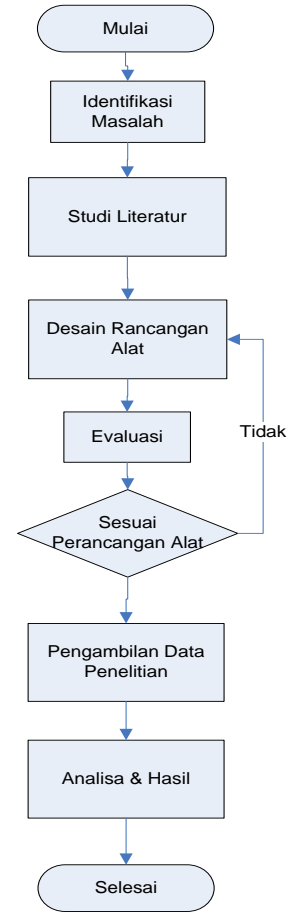 Mulai
Identifikasi
Masalah
Studi Literatur
Desain Rancangan
Alat
Evaluasi
Tidak
Sesuai
Perancangan Alat
Pengambilan Data
Penelitian
Analisa & Hasil
Selesai